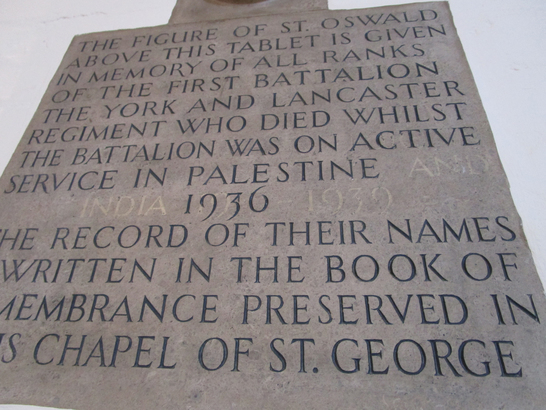 THE FIGURE OF ST. OSWALD
ABOVE THIS TABLET IS GIVEN
IN MEMORY OF ALL RANKS
OF THE FIRST BATTALION
THE YORK AND LANCASTER
REGIMENT WHO DIED WHILST
THE BATTALION WAS ON ACTIVE
SERVICE IN PALESTINE AND
INDIA 1936 1939
HE RECORD OF THEIR NAMES
WRITTEN IN THE BOOK OF
MEMBRANCE PRESERVED IN
IS CHAPEL OF ST. GEORGE